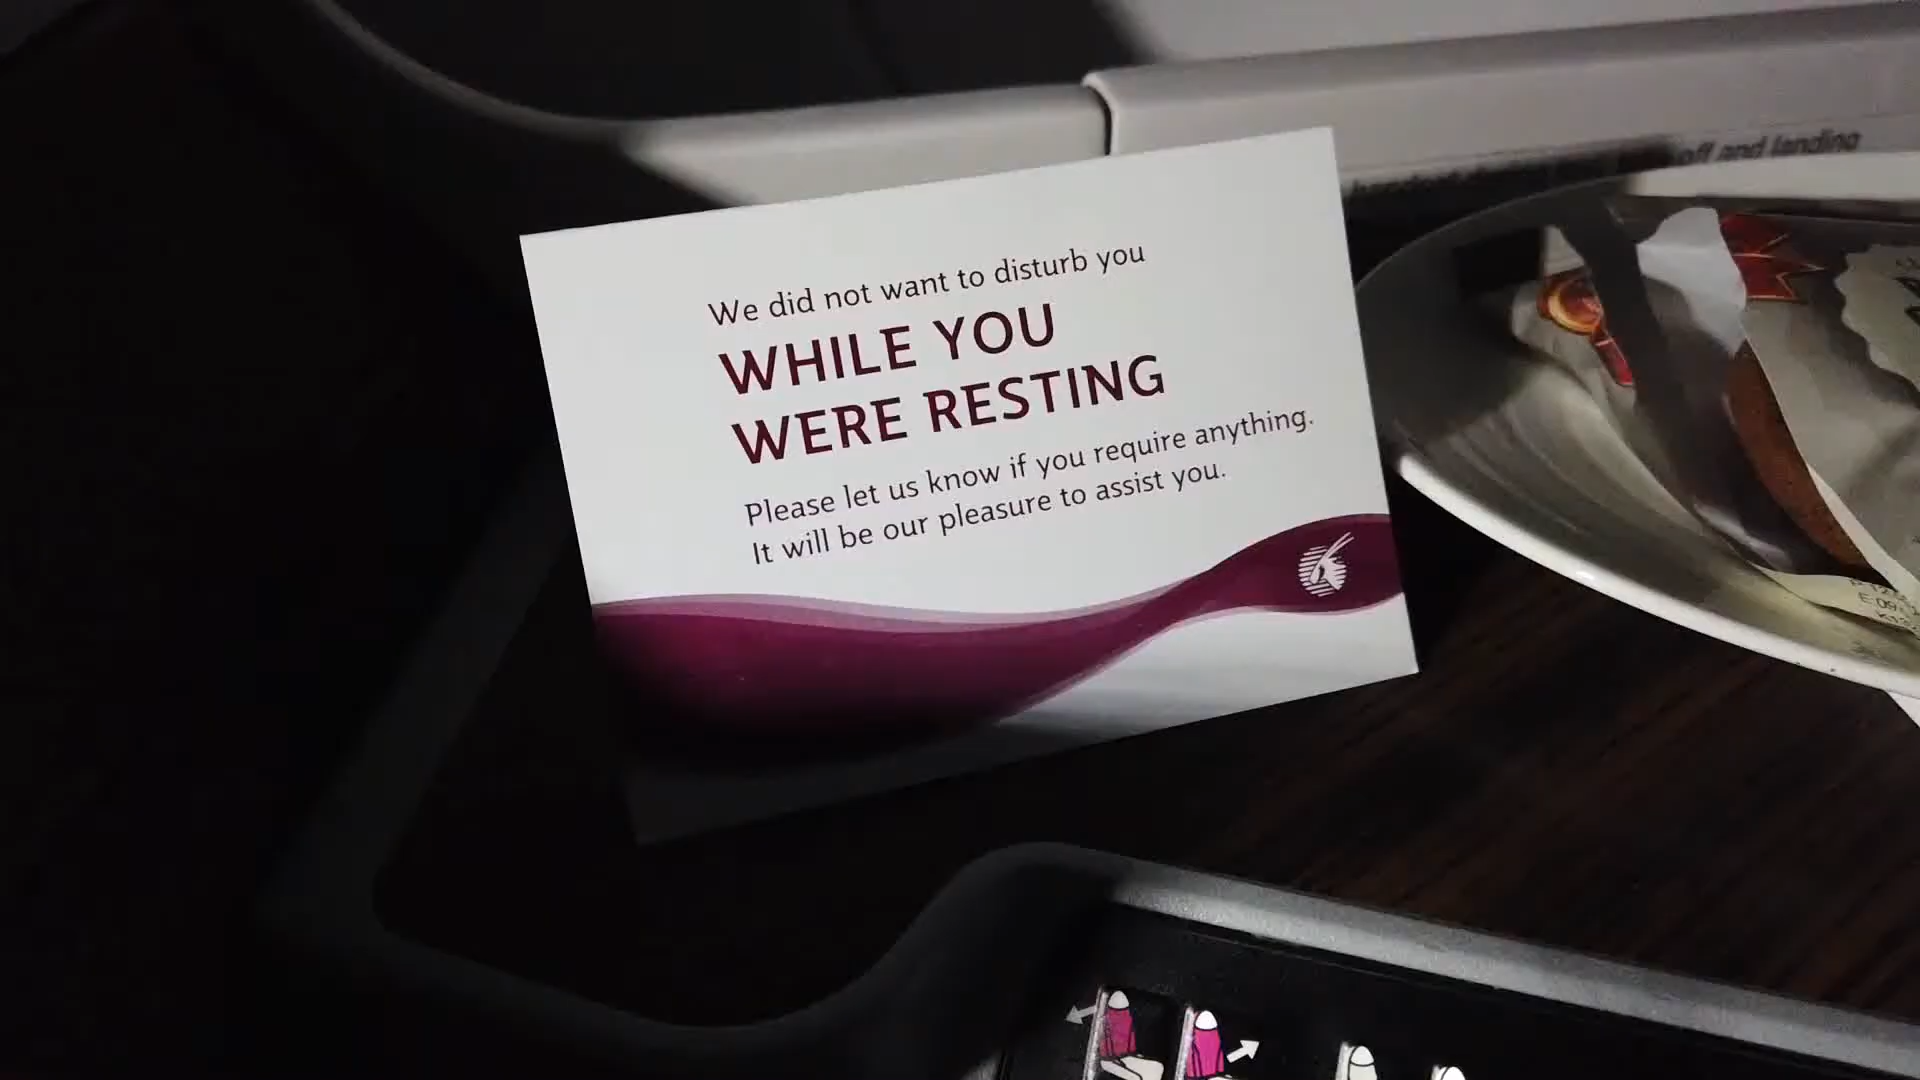 We did not want to disturb you
WHILE YOU
WERE RESTING
Please let us know if you require anything.
It will be our pleasure to assist you.
off and landing